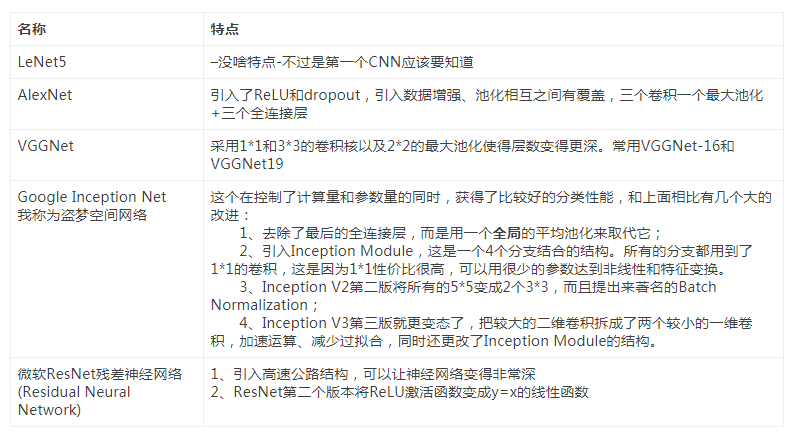 名称 特点
LeNet5 –没啥特点-不过是第一个CNN应该要知道
AlexNet 引入了ReLU和dropout，引入数据增强、池化相互之间有覆盖，三个卷积一个最大池化
+三个全连接层
VGGNet 采用1*1和3*3的卷积核以及2*2的最大池化使得层数变得更深。常用VGGNet-16和
VGGNet19
Google Inception Net
我称为盗梦空间网络
这个在控制了计算量和参数量的同时，获得了比较好的分类性能，和上面相比有几个大的
改进：
1、去除了最后的全连接层，而是用一个全局的平均池化来取代它；
2、引入Inception Module，这是一个4个分支结合的结构。所有的分支都用到了
1*1的卷积，这是因为1*1性价比很高，可以用很少的参数达到非线性和特征变换。
3、Inception V2第二版将所有的5*5变成2个3*3，而且提出来著名的Batch
Normalization；
4、Inception V3第三版就更变态了，把较大的二维卷积拆成了两个较小的一维卷
积，加速运算、减少过拟合，同时还更改了Inception Module的结构。
微软ResNet残差神经网络
(Residual Neural
Network)
1、引入高速公路结构，可以让神经网络变得非常深
2、ResNet第二个版本将ReLU激活函数变成y=x的线性函数